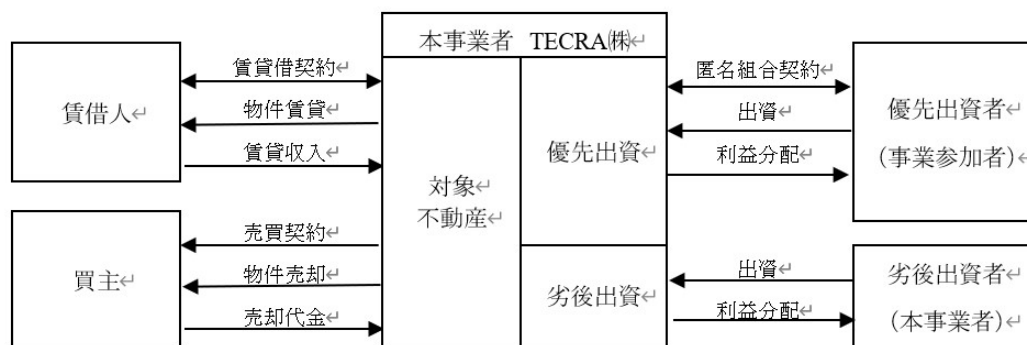 本事業者 TECRA㈱↵
賃貸借契約↵
物件賃貸↵
賃貸収入↵
賃借人↵
売買契約↵
物件売却↵
売却代金↵
買主↵
対象↵
不動産↵
優先出資↵
劣後出資↵
匿名組合契約↵
出資↵
利益分配↵
優先出資者↵
（事業参加者）↵
出資↵
利益分配↵
劣後出資者↵
（本事業者）↵